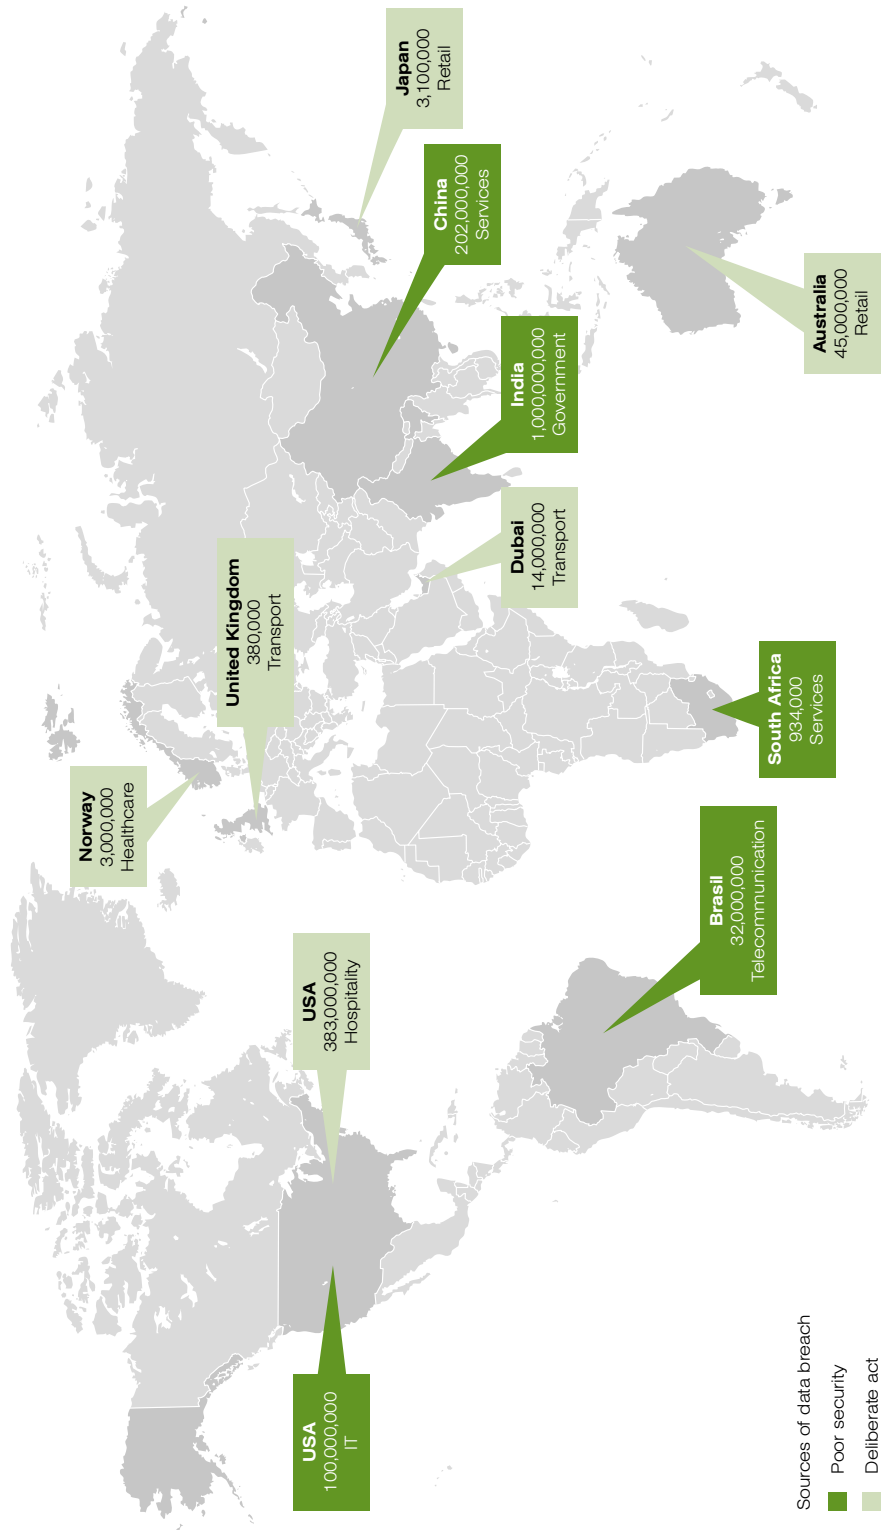 Norway
3,000,000
Healthcare
United Kingdom
380,000
Transport
USA
100,000,000
IT
USA
383,000,000
Hospitality
Japan
3,100,000
Retail
China
202,000,000
Services
India
1,000,000,000
Government
Dubai
14,000,000
Transport
Brasil
32,000,000
Telecommunication
South Africa
934,000
Services
Australia
45,000,000
Retail
Sources of data breach
Poor security
Deliberate act